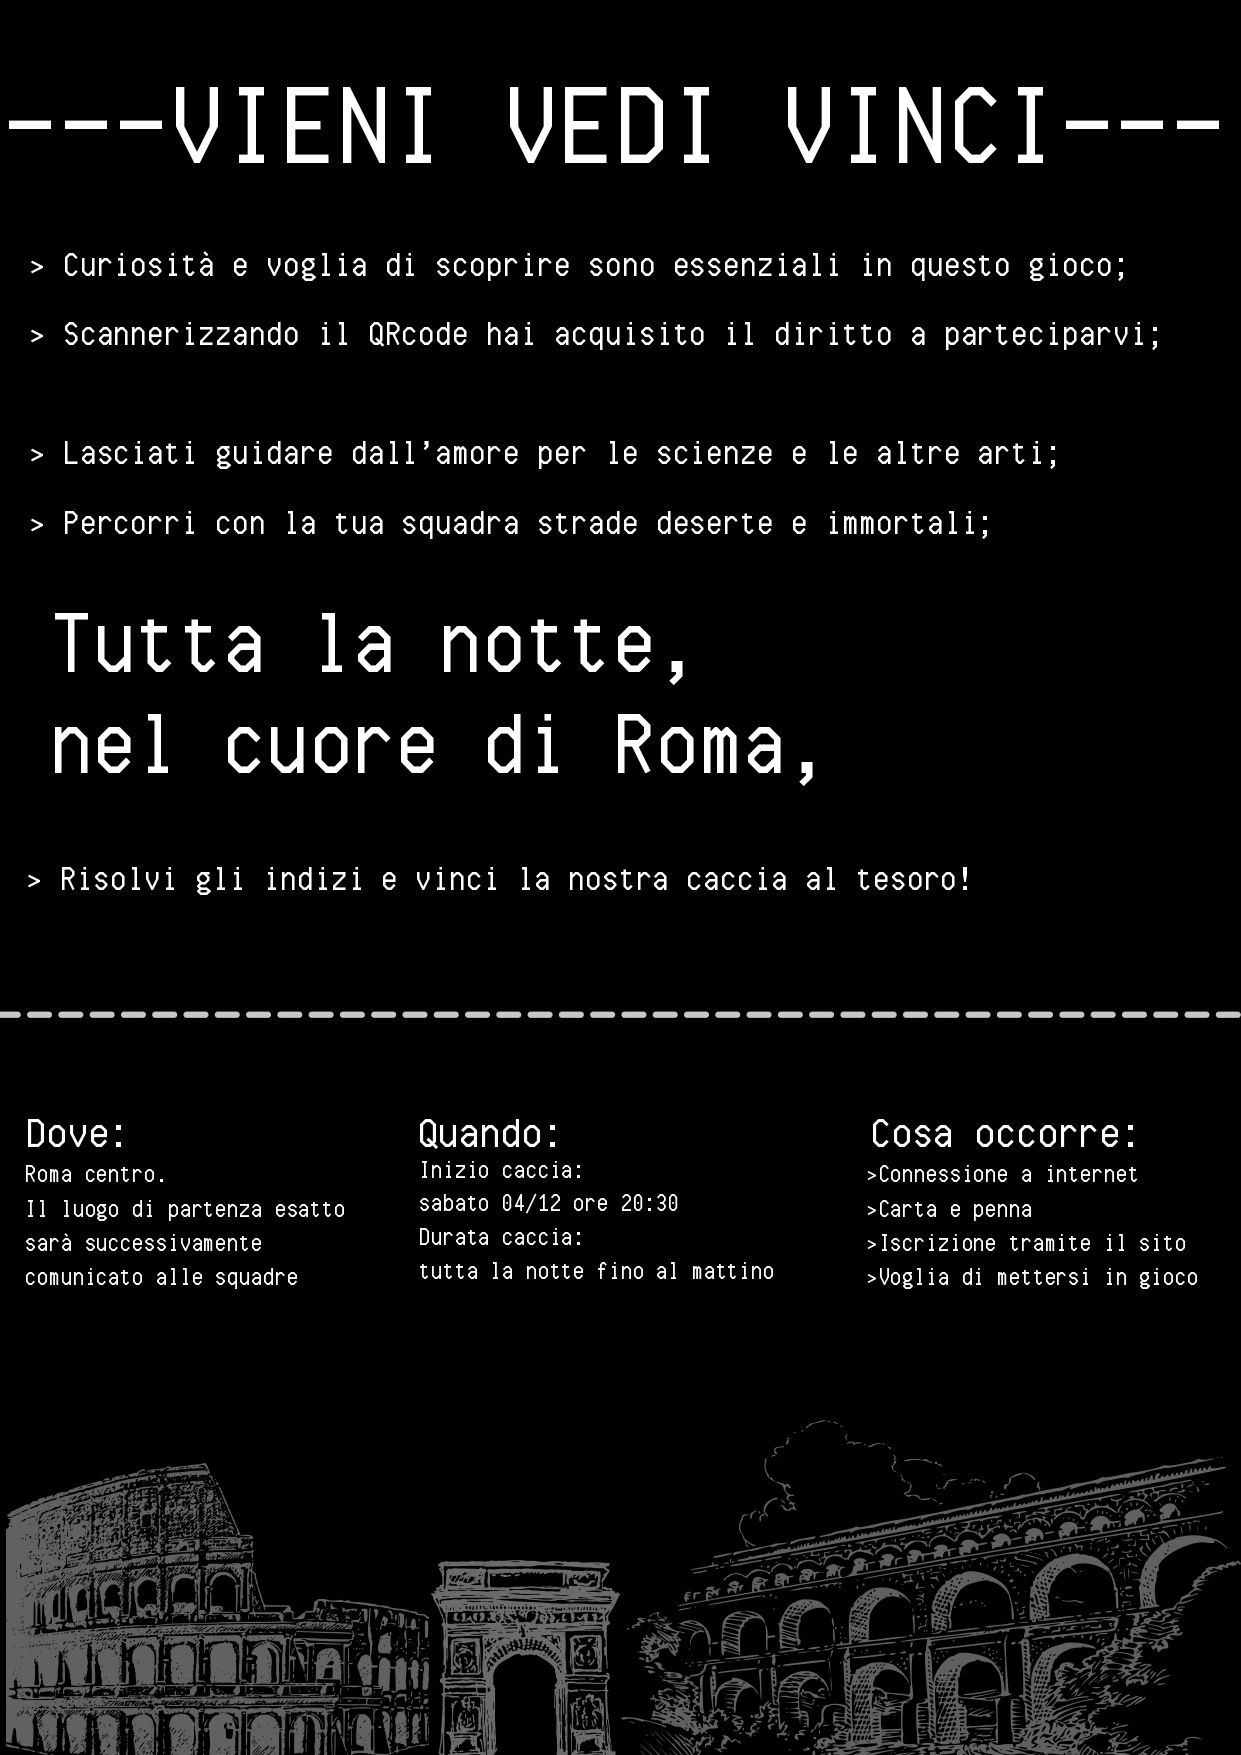 ---VIENI VEDI VINCI---
> Curiosità e voglia di scoprire sono essenziali in questo gioco;
> Scannerizzando il QRcode hai acquisito il diritto a parteciparvi;
> Lasciati guidare dall’amore per le scienze e le altre arti;
> Percorri con la tua squadra strade deserte e immortali;
Tutta la notte,
nel cuore di Roma,
> Risolvi gli indizi e vinci la nostra caccia al tesoro!
Dove:
Roma centro.
Il luogo di partenza esatto
sarà successivamente
comunicato alle squadre
Quando:
Inizio caccia:
sabato 04/12 ore 20:30
Durata caccia:
tutta la notte fino al mattino
Cosa occorre:
>Connessione a internet
>Carta e penna
>Iscrizione tramite il sito
>Voglia di mettersi in gioco